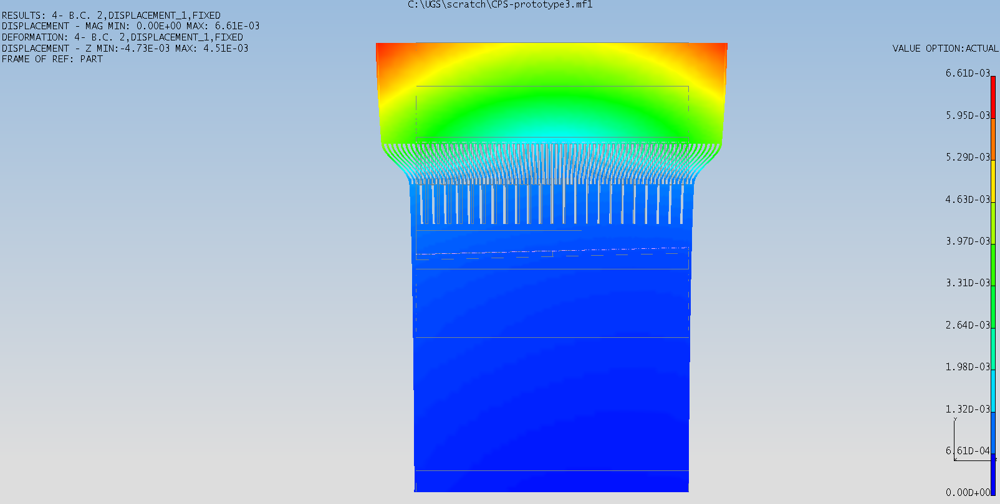 C:\UGS\scratch\CPS-prototype3.mf1
RESULTS: 4- B.C. 2,DISPLACEMENT_1,FIXED
DISPLACEMENT - MAG MIN: 0.00E+00 MAX: 6.61E-03
DEFORMATION: 4- B.C. 2,DISPLACEMENT_1,FIXED
DISPLACEMENT - Z MIN:-4.73E-03 MAX: 4.51E-03
FRAME OF REF: PART
VALUE OPTION:ACTUAL
6.61D-03
5.95D-03
5.29D-03
4.63D-03
3.97D-03
3.31D-03
2.64D-03
1.98D-03
1.32D-03
6.61D-04
0.00D+00
Y
X